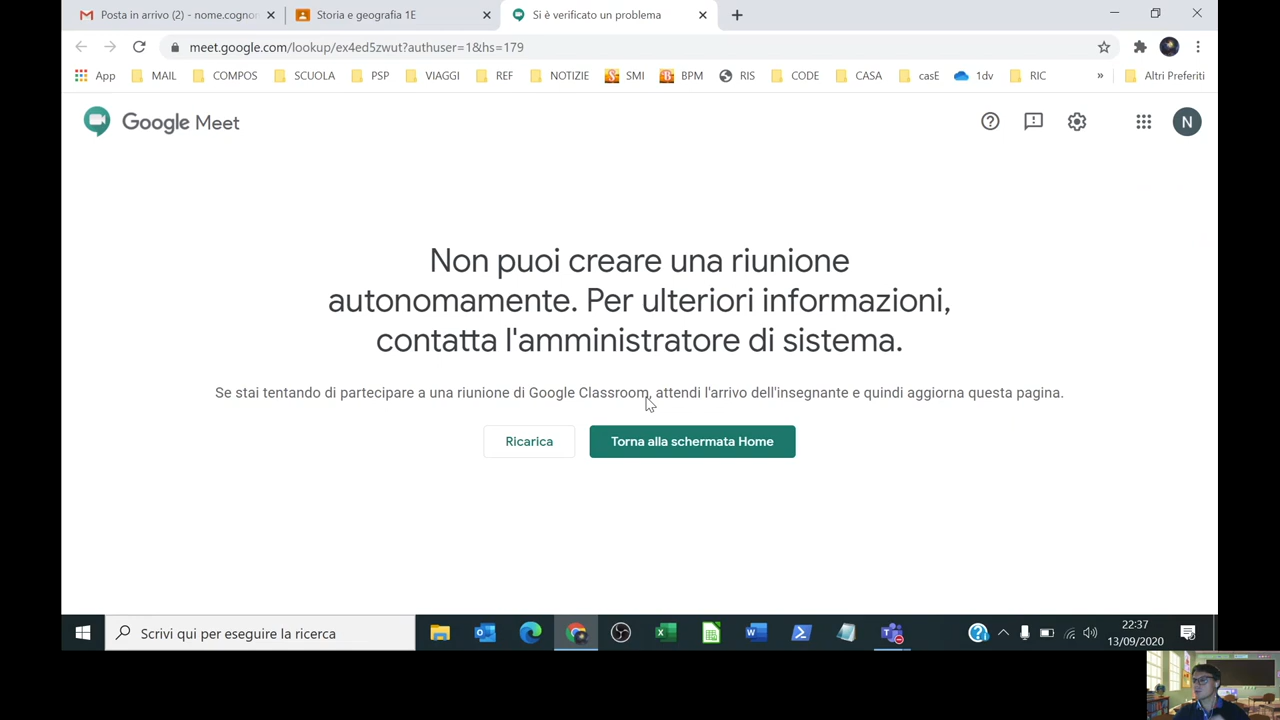 Posta in arrivo (2) - nome.cognor
Storia e geografia 1E
Si è verificato un problema
meet.google.com/lookup/ex4ed5zwut?authuser=1&hs=179
App MAIL COMPOS SCUOLA PSP VIAGGI REF NOTIZIE SMI BPM RIS CODE CASA casE 1dv RIC » Altri Preferiti
Google Meet
N
Non puoi creare una riunione
autonomamente. Per ulteriori informazioni,
contatta l'amministratore di sistema.
Se stai tentando di partecipare a una riunione di Google Classroom, attendi l'arrivo dell'insegnante e quindi aggiorna questa pagina.
Ricarica
Torna alla schermata Home
Scrivi qui per eseguire la ricerca
22:37
13/09/2020